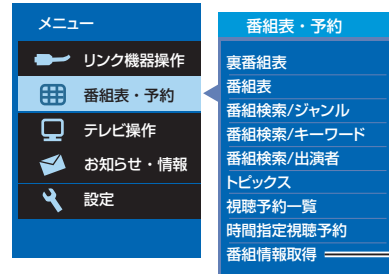 メニュー
リンク機器操作
番組表・予約
テレビ操作
お知らせ・情報
設定
番組表・予約
裏番組表
番組表
番組検索/ジャンル
番組検索/キーワード
番組検索/出演者
トピックス
視聴予約一覧
時間指定視聴予約
番組情報取得